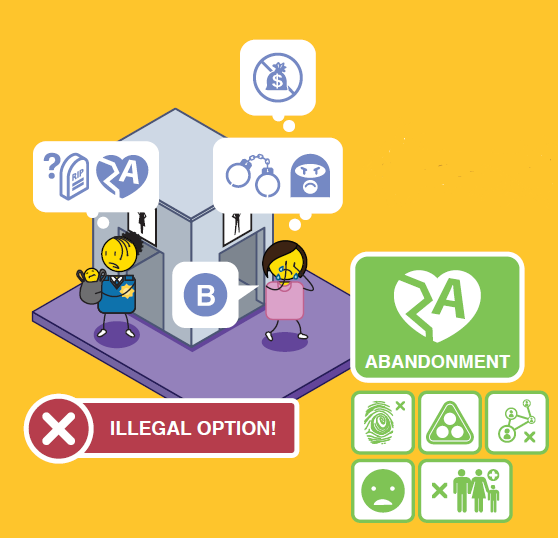 $
?
RIP
A
B
A
ABANDONMENT
ILLEGAL OPTION!